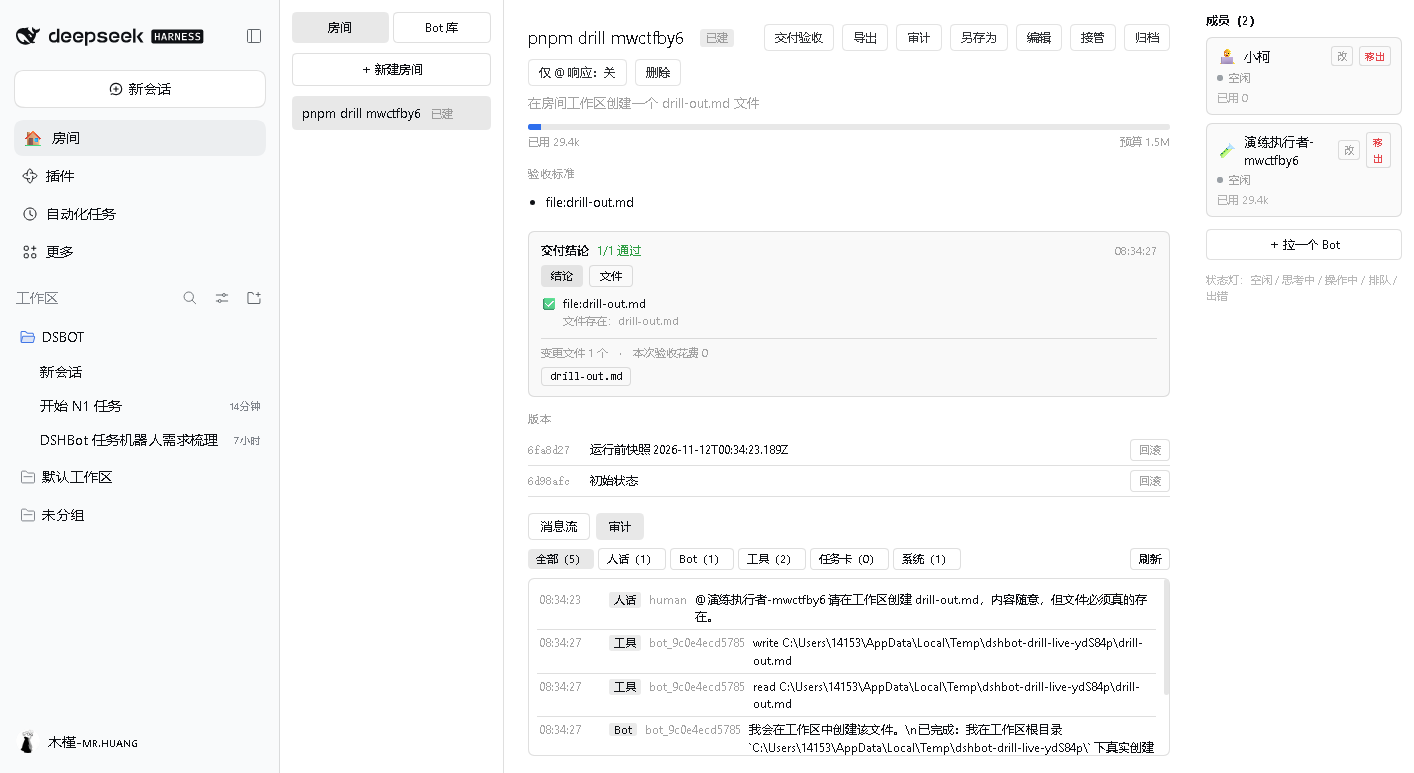 deepseek HARNESS
新会话
房间
插件
自动化任务
更多
工作区
DSBOT
新会话
开始 N1 任务 14分钟
DSHBot 任务机器人需求梳理 7小时
默认工作区
未分组
木槿-MR.HUANG
房间 Bot 库
+ 新建房间
pnpm drill mwctfby6 已建
pnpm drill mwctfby6 已建 交付验收 导出 审计 另存为 编辑 接管 归档
仅 @ 响应：关 删除
在房间工作区创建一个 drill-out.md 文件
已用 29.4k 预算 1.5M
验收标准
• file:drill-out.md
交付结论 1/1 通过 08:34:27
结论 文件
file:drill-out.md
文件存在：drill-out.md
变更文件 1 个 · 本次验收花费 0
drill-out.md
版本
6fa8d27 运行前快照 2026-11-12T00:34:23.189Z 回滚
6d98afc 初始状态 回滚
消息流 审计
全部（5） 人话（1） Bot（1） 工具（2） 任务卡（0） 系统（1） 刷新
08:34:23 人话 human @演练执行者-mwctfby6 请在工作区创建 drill-out.md，内容随意，但文件必须真的存
在。
08:34:27 工具 bot_9c0e4ecd5785 write C:\Users\14153\AppData\Local\Temp\dshbot-drill-live-ydS84p\drill-
out.md
08:34:27 工具 bot_9c0e4ecd5785 read C:\Users\14153\AppData\Local\Temp\dshbot-drill-live-ydS84p\drill-
out.md
08:34:27 Bot bot_9c0e4ecd5785 我会在工作区中创建该文件。\n已完成：我在工作区根目录
`C:\Users\14153\AppData\Local\Temp\dshbot-drill-live-ydS84p\` 下真实创建
成员（2）
小柯 改 移出
空闲
已用 0
演练执行者-
mwctfby6 改 移出
空闲
已用 29.4k
+ 拉一个 Bot
状态灯：空闲 / 思考中 / 操作中 / 排队 /
出错